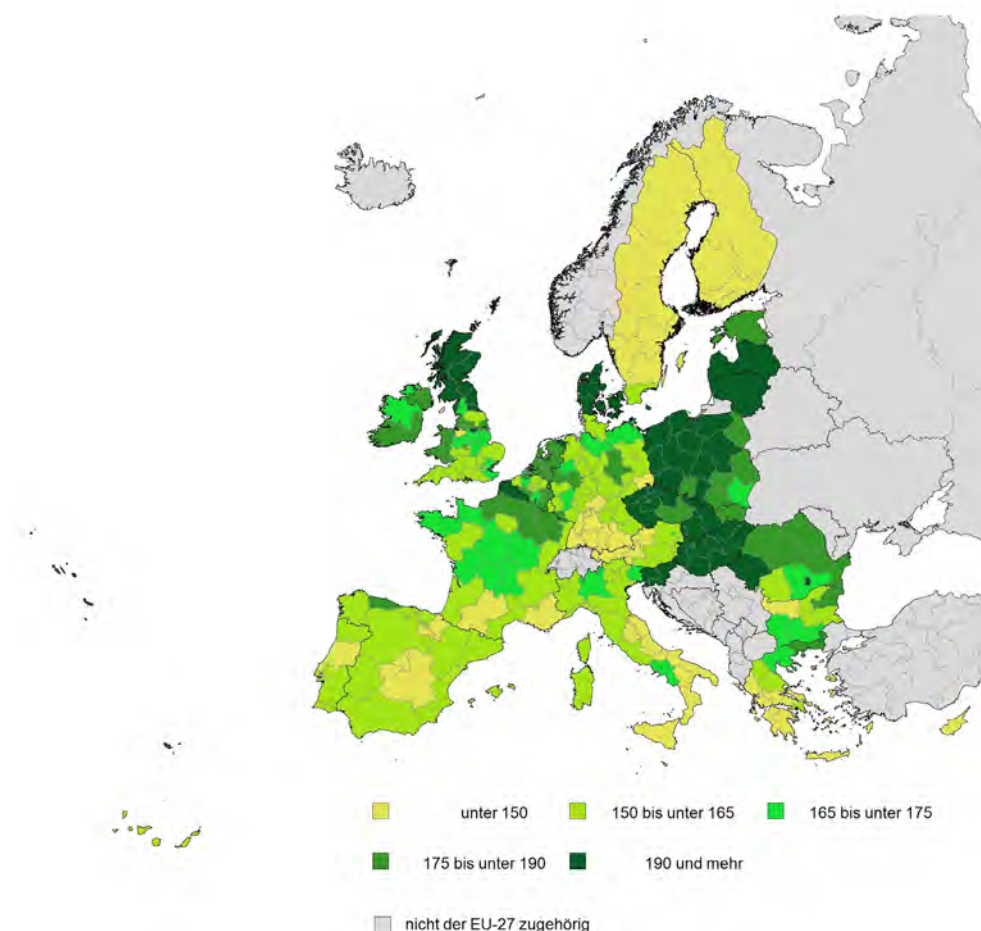 unter 150 150 bis unter 165 165 bis unter 175
175 bis unter 190 190 und mehr
nicht der EU-27 zugehörig